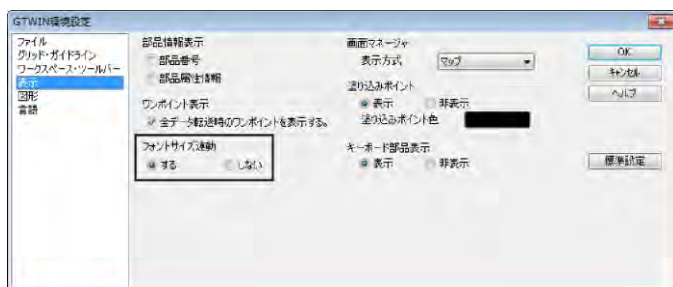 GTWIN環境設定
ファイル
グリッド・ガイドライン
ワークスペース・ツールバー
表示
図形
言語
部品情報表示
部品番号
部品属性情報
ワンポイント表示
全データ転送時のワンポイントを表示する。
フォントサイズ連動
する
しない
画面マネージャ
表示方式
マップ
塗り込みポイント
表示
非表示
塗り込みポイント色
キーボード部品表示
表示
非表示
OK
キャンセル
ヘルプ
標準設定